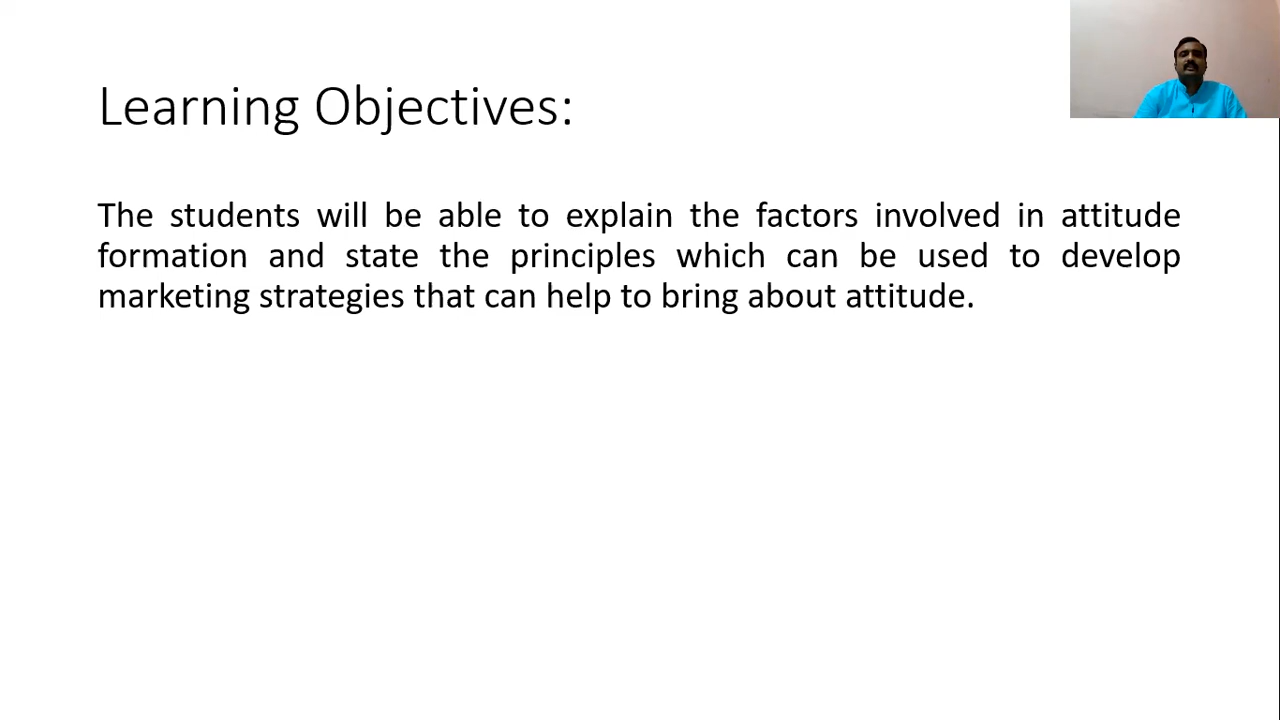 Learning Objectives:
The students will be able to explain the factors involved in attitude
formation and state the principles which can be used to develop
marketing strategies that can help to bring about attitude.